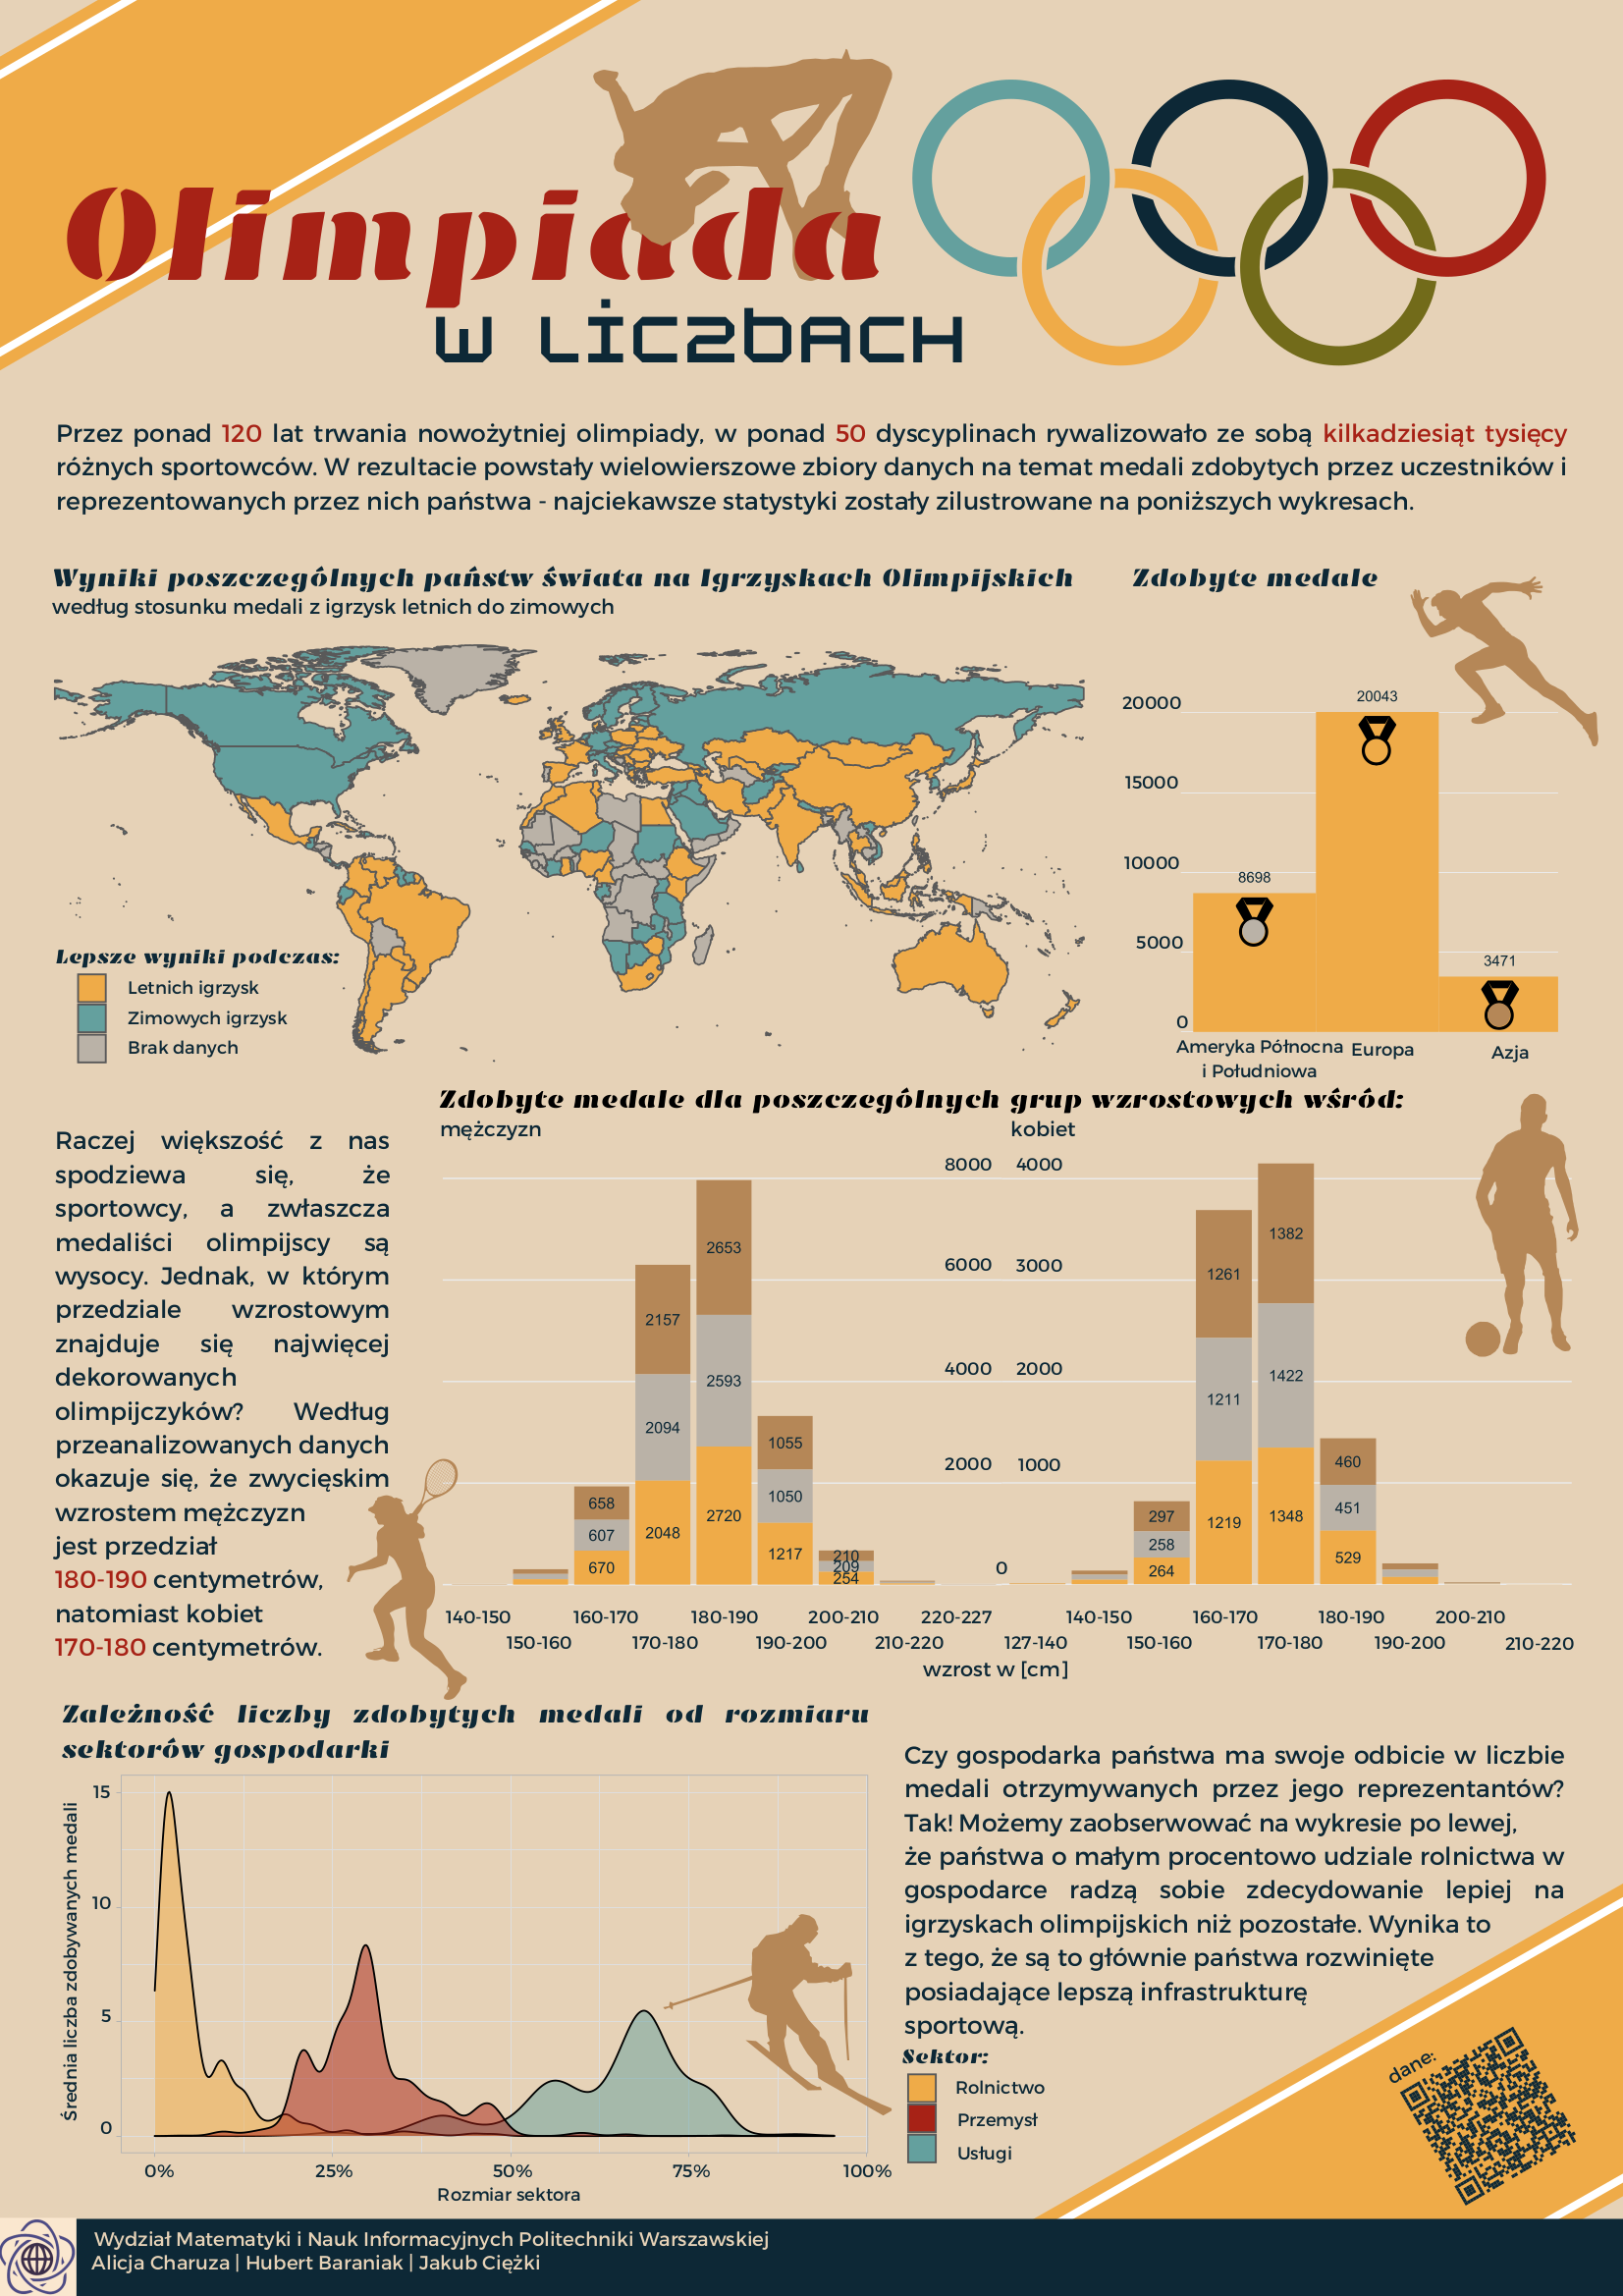 Olimpiada
w liczbach
Przez ponad 120 lat trwania nowożytniej olimpiady, w ponad 50 dyscyplinach rywalizowało ze sobą kilkadziesiąt tysięcy
różnych sportowców. W rezultacie powstały wielowierszowe zbiory danych na temat medali zdobytych przez uczestników i
reprezentowanych przez nich państwa - najciekawsze statystyki zostały zilustrowane na poniższych wykresach.
Wyniki poszczególnych państw świata na Igrzyskach Olimpijskich
według stosunku medali z igrzysk letnich do zimowych
Lepsze wyniki podczas:
Letnich igrzysk
Zimowych igrzysk
Brak danych
Zdobyte medale
20000
15000
10000
5000
0
20043
8698
3471
Ameryka Północna
i Południowa
Europa
Azja
Raczej większość z nas
spodziewa się, że
sportowcy, a zwłaszcza
medaliści olimpijscy są
wysocy. Jednak, w którym
przedziale wzrostowym
znajduje się najwięcej
dekorowanych
olimpijczyków? Według
przeanalizowanych danych
okazuje się, że zwycięskim
wzrostem mężczyzn
jest przedział
180-190 centymetrów,
natomiast kobiet
170-180 centymetrów.
Zdobyte medale dla poszczególnych grup wzrostowych wśród:
mężczyzn
kobiet
8000 4000
6000 3000
4000 2000
2000 1000
0
658
607
670
2157
2094
2048
2653
2593
2720
1055
1050
1217
210
209
254
297
258
264
1261
1211
1219
1382
1422
1348
460
451
529
140-150 160-170 180-190 200-210 220-227
150-160 170-180 190-200 210-220
140-150 160-170 180-190 200-210
127-140 150-160 170-180 190-200 210-220
wzrost w [cm]
Zależność liczby zdobytych medali od rozmiaru
sektorów gospodarki
Średnia liczba zdobywanych medali
15
10
5
0
0% 25% 50% 75% 100%
Rozmiar sektora
Czy gospodarka państwa ma swoje odbicie w liczbie
medali otrzymywanych przez jego reprezentantów?
Tak! Możemy zaobserwować na wykresie po lewej,
że państwa o małym procentowo udziale rolnictwa w
gospodarce radzą sobie zdecydowanie lepiej na
igrzyskach olimpijskich niż pozostałe. Wynika to
z tego, że są to głównie państwa rozwinięte
posiadające lepszą infrastrukturę
sportową.
Sektor:
Rolnictwo
Przemysł
Usługi
dane:
Wydział Matematyki i Nauk Informacyjnych Politechniki Warszawskiej
Alicja Charuza | Hubert Baraniak | Jakub Ciężki